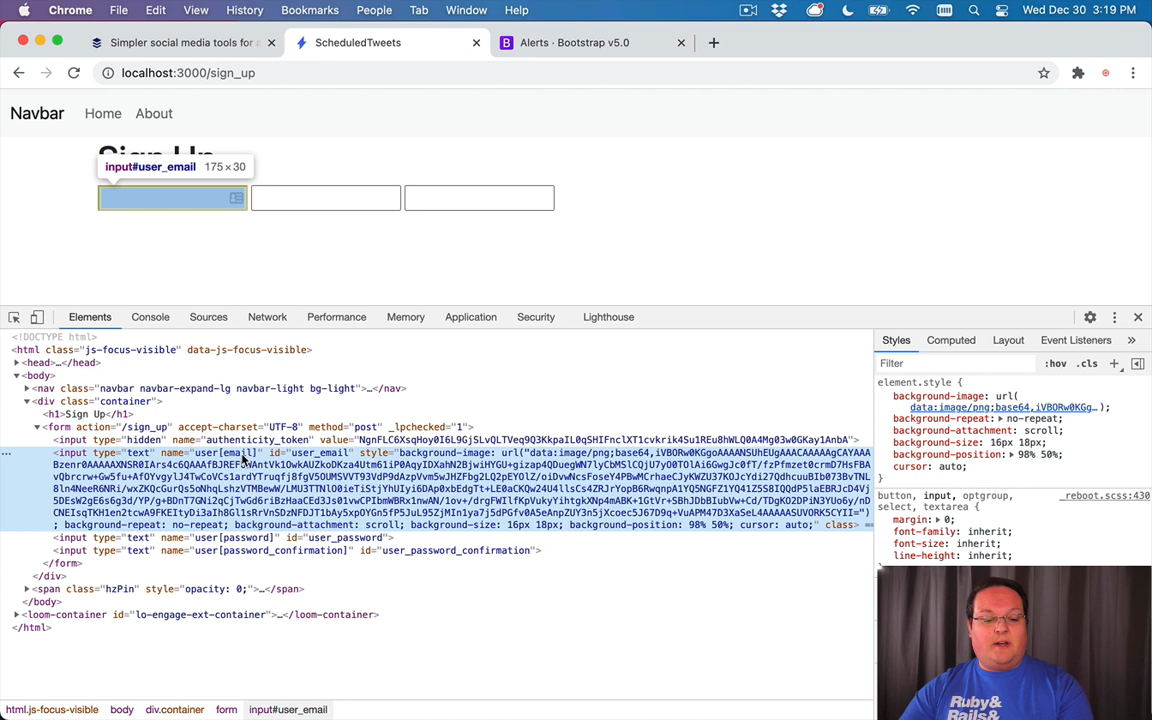 Chrome File Edit View History Bookmarks People Tab Window Help Wed Dec 30 3:19 PM
Simpler social media tools for a
ScheduledTweets
Alerts · Bootstrap v5.0
localhost:3000/sign_up
Navbar Home About
Sign Up
input#user_email 175 × 30
Elements Console Sources Network Performance Memory Application Security Lighthouse
<!DOCTYPE html>
<html class="js-focus-visible" data-js-focus-visible>
<head>…</head>
<body>
<nav class="navbar navbar-expand-lg navbar-light bg-light">…</nav>
<div class="container">
<h1>Sign Up</h1>
<form action="/sign_up" accept-charset="UTF-8" method="post" _lpchecked="1">
<input type="hidden" name="authenticity_token" value=
<input type="text" name="user[email]" id="user_email" style="background-image: url("data:image/png;base64,
; background-repeat: no-repeat; background-attachment: scroll; background-size: 16px 18px; background-position: 98% 50%; cursor: auto;" class> ==
<input type="text" name="user[password]" id="user_password">
<input type="text" name="user[password_confirmation]" id="user_password_confirmation">
</form>
</div>
<span class="hzPin" style="opacity: 0;">…</span>
</body>
<loom-container id="lo-engage-ext-container">…</loom-container>
</html>
html.js-focus-visible body div.container form input#user_email
Styles Computed Layout Event Listeners »
Filter :hov .cls +
element.style {
background-image: url(
data:image/png;base64,iVBORw0KGg… );
background-repeat: no-repeat;
background-attachment: scroll;
background-size: 16px 18px;
background-position: 98% 50%;
cursor: auto;
}
button, input, optgroup, _reboot.scss:430
select, textarea {
margin: 0;
font-family: inherit;
font-size: inherit;
line-height: inherit;
Ruby&
Rails&